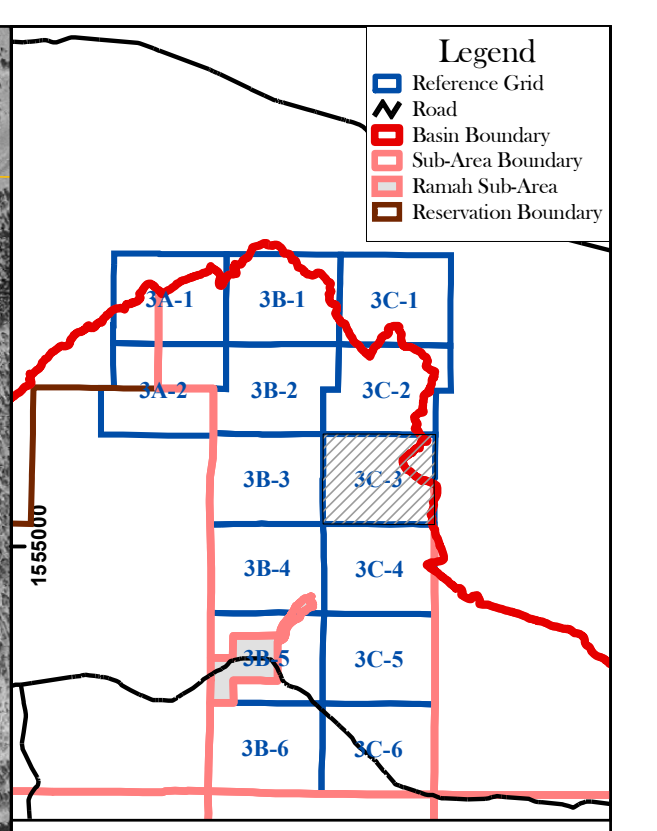 Legend
Reference Grid
Road
Basin Boundary
Sub-Area Boundary
Ramah Sub-Area
Reservation Boundary
3A-1
3B-1
3C-1
3A-2
3B-2
3C-2
3B-3
3C-3
1555000
3B-4
3C-4
3B-5
3C-5
3B-6
3C-6